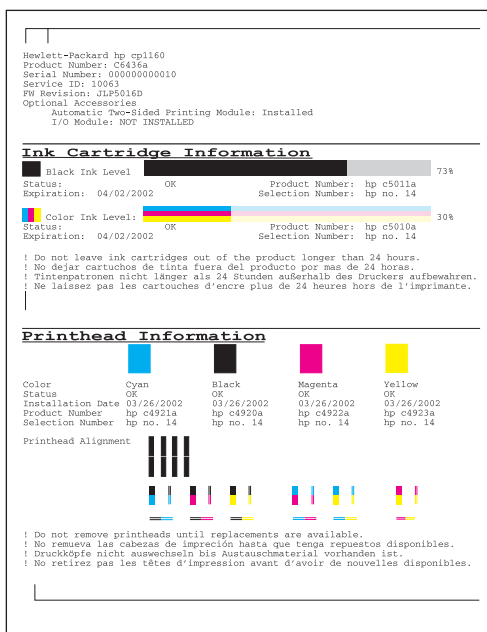 Hewlett-Packard hp cp1160
Product Number: C6436a
Serial Number: 000000000010
Service ID: 10063
FW Revision: JLP5016D
Optional Accessories
Automatic Two-Sided Printing Module: Installed
I/O Module: NOT INSTALLED
Ink Cartridge Information
Black Ink Level 73%
Status: OK Product Number: hp c5011a
Expiration: 04/02/2002 Selection Number: hp no. 14
Color Ink Level: 30%
Status: OK Product Number: hp c5010a
Expiration: 04/02/2002 Selection Number: hp no. 14
! Do not leave ink cartridges out of the product longer than 24 hours.
! No dejar cartuchos de tinta fuera del producto por mas de 24 horas.
! Tintenpatronen nicht länger als 24 Stunden außerhalb des Druckers aufbewahren.
! Ne laissez pas les cartouches d'encre plus de 24 heures hors de l'imprimante.
Printhead Information
Color Cyan Black Magenta Yellow
Status OK OK OK OK
Installation Date 03/26/2002 03/26/2002 03/26/2002 03/26/2002
Product Number hp c4921a hp c4920a hp c4922a hp c4923a
Selection Number hp no. 14 hp no. 14 hp no. 14 hp no. 14
Printhead Alignment
! Do not remove printheads until replacements are available.
! No remueva las cabezas de impreción hasta que tenga repuestos disponibles.
! Druckköpfe nicht auswechseln bis Austauschmaterial vorhanden ist.
! No retirez pas les têtes d'impression avant d'avoir de nouvelles disponibles.